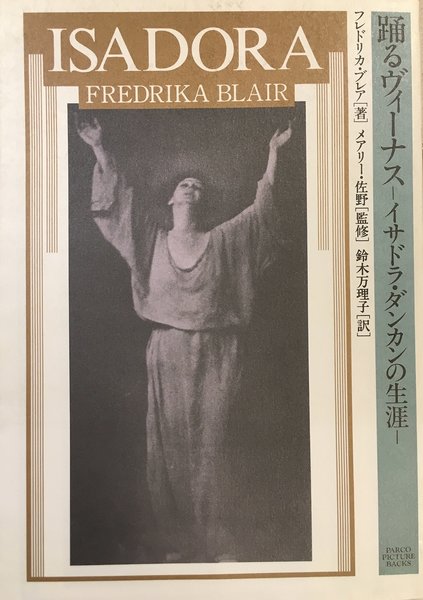 ISADORA
FREDRIKA BLAIR
踊るヴィーナス—イサドラ・ダンカンの生涯—
フレドリカ・ブレア[著] メアリー・佐野[監修] 鈴木万理子[訳]
PARCO
PICTURE
BACKS